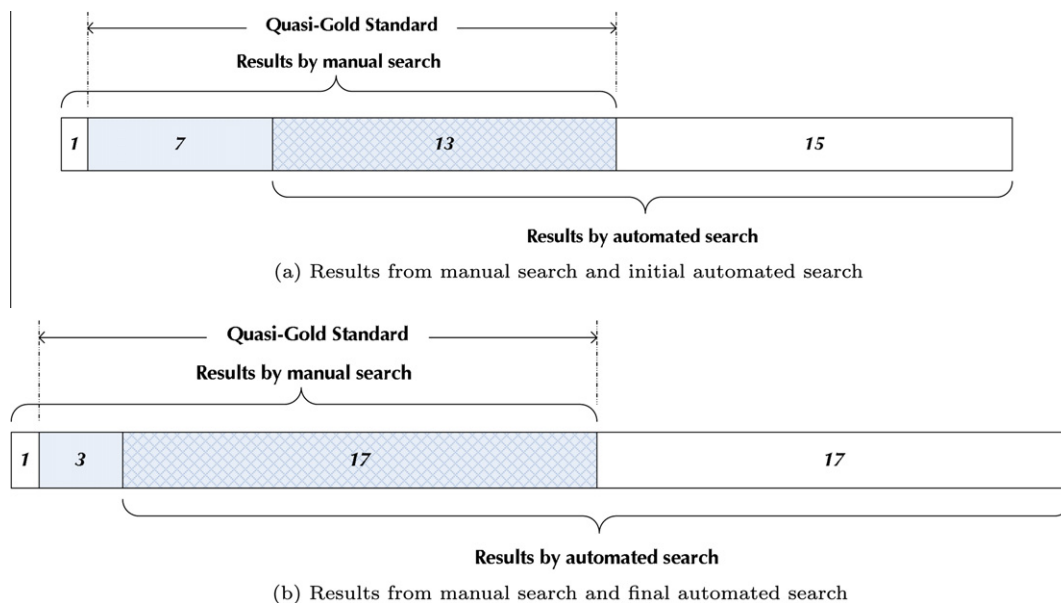 Quasi-Gold Standard
Results by manual search
1 7 13 15
Results by automated search
(a) Results from manual search and initial automated search
Quasi-Gold Standard
Results by manual search
1 3 17 17
Results by automated search
(b) Results from manual search and final automated search